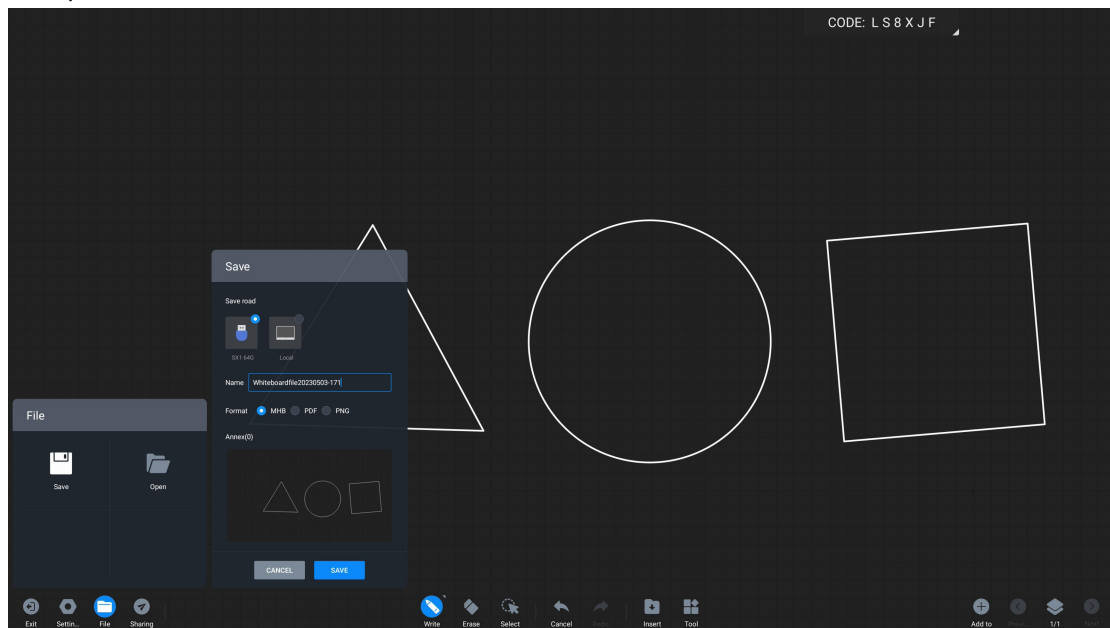 CODE: L S 8 X J F
Save
Save road
SX1 64G
Local
Name Whiteboardfile20230503-171
Format MHB PDF PNG
Annex(0)
CANCEL SAVE
File
Save Open
Exit Settin... File Sharing Write Erase Select Cancel Redo Insert Tool Add to Prev... 1/1 Next